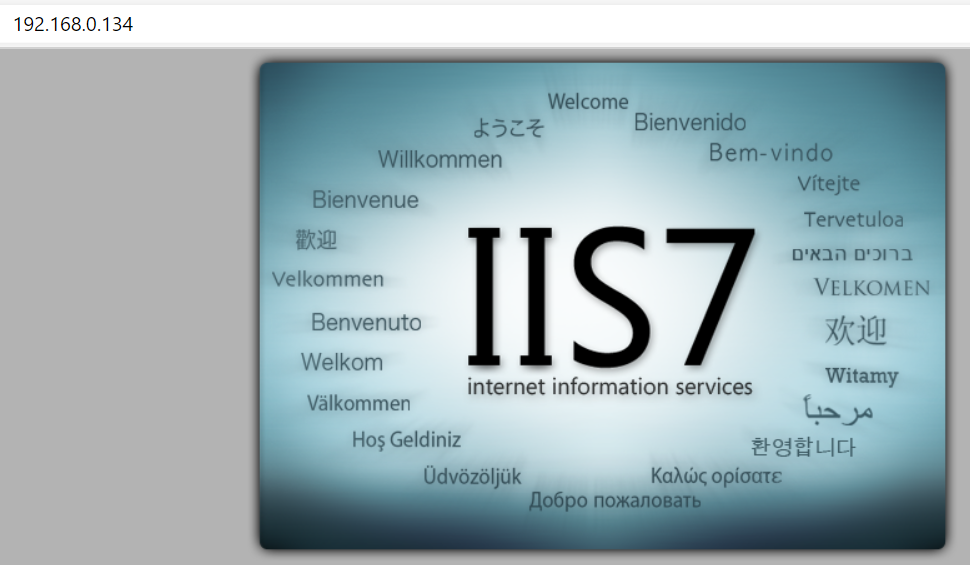 192.168.0.134
Welcome
ようこそ
Bienvenido
Willkommen
Bem-vindo
Vítejte
Bienvenue
Tervetuloa
歡迎
ברוכים הבאים
Velkommen
VELKOMEN
IIS7
Benvenuto
欢迎
Welkom
Witamy
internet information services
Välkommen
مرحباً
Hoş Geldiniz
환영합니다
Üdvözöljük
Καλώς ορίσατε
Добро пожаловать